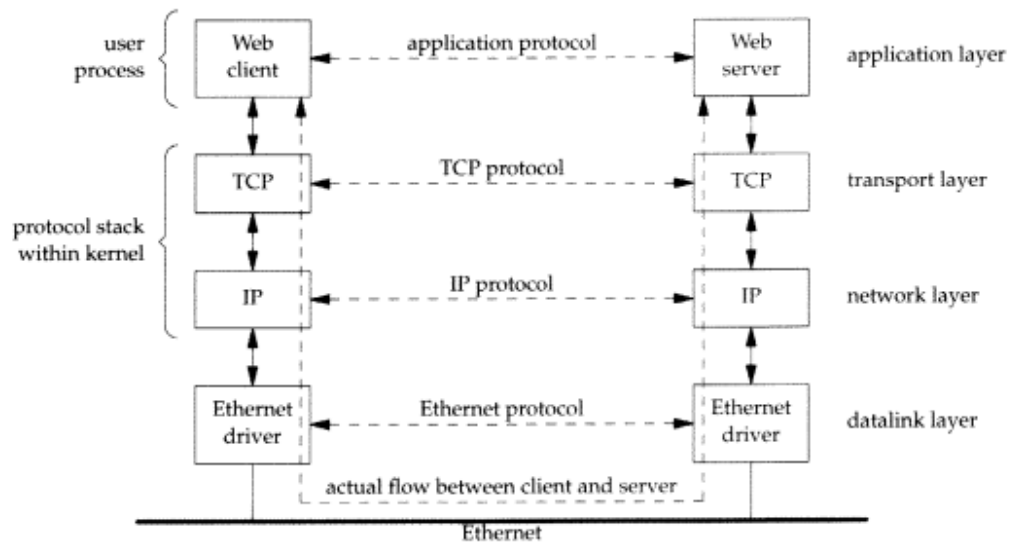 user
process
Web
client
application protocol
Web
server
application layer
TCP
TCP protocol
TCP
transport layer
protocol stack
within kernel
IP
IP protocol
IP
network layer
Ethernet
driver
Ethernet protocol
Ethernet
driver
datalink layer
actual flow between client and server
Ethernet